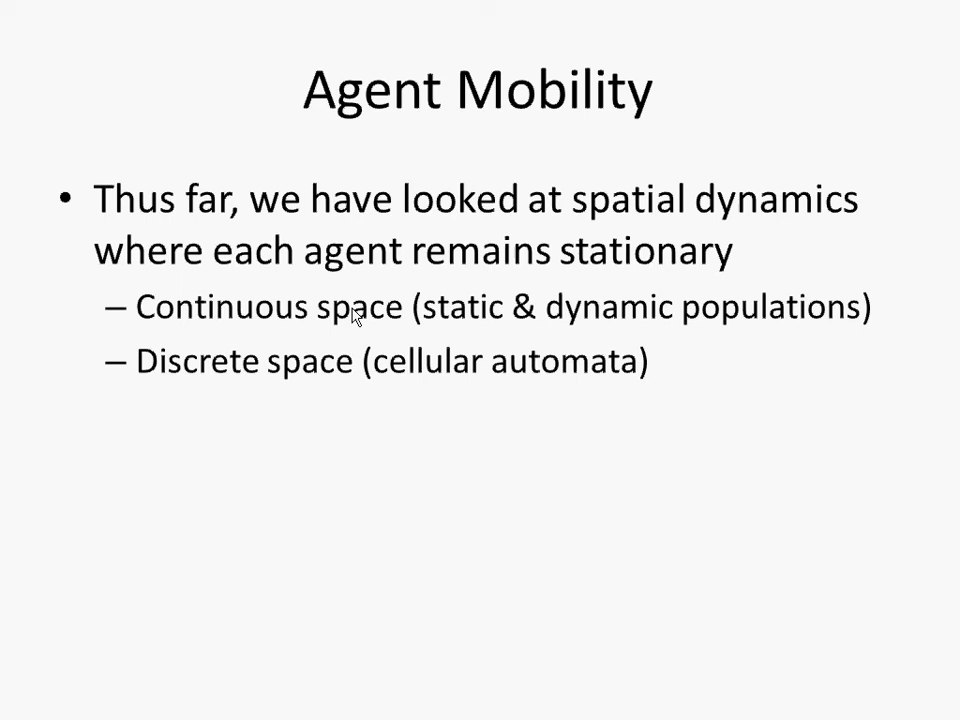 Agent Mobility
• Thus far, we have looked at spatial dynamics
where each agent remains stationary
– Continuous space (static & dynamic populations)
– Discrete space (cellular automata)